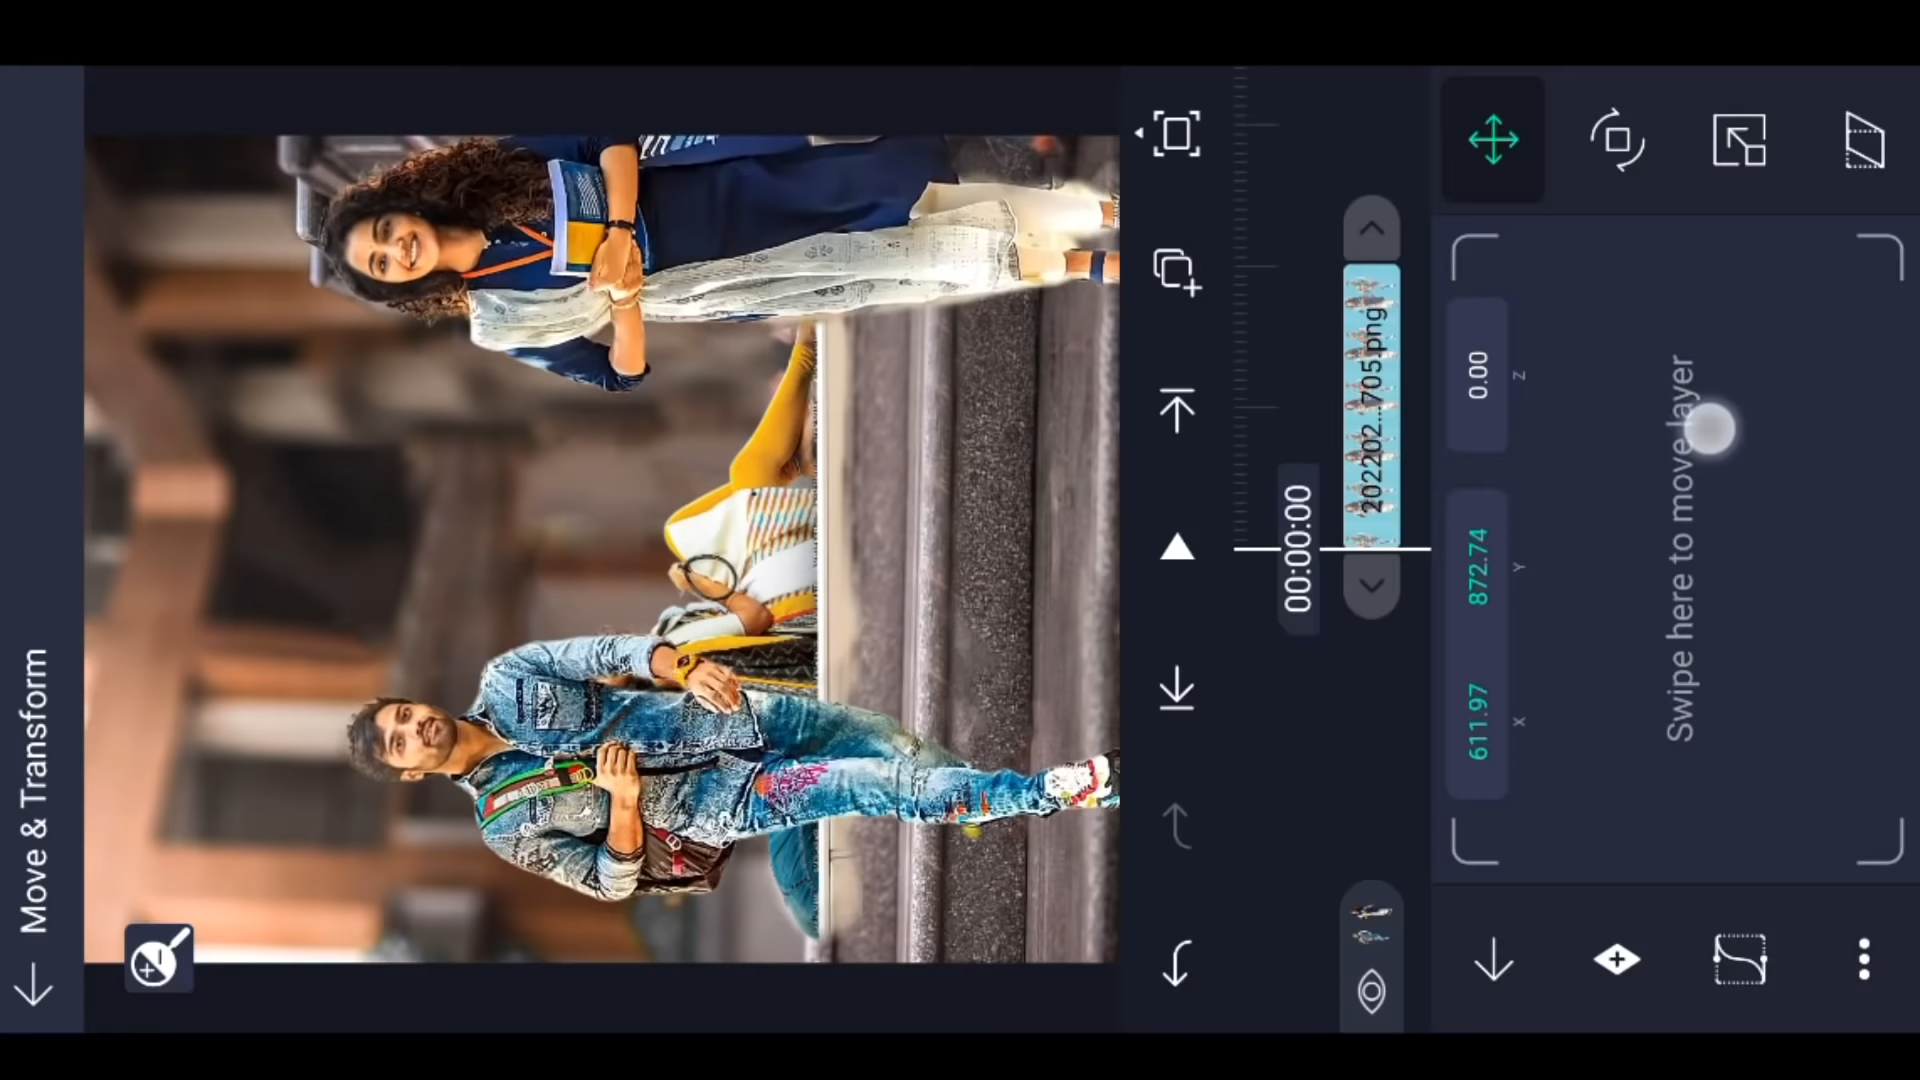 Move & Transform
00:00:00
202202...705.png
611.97
872.74
0.00
X
Y
Z
Swipe here to move layer